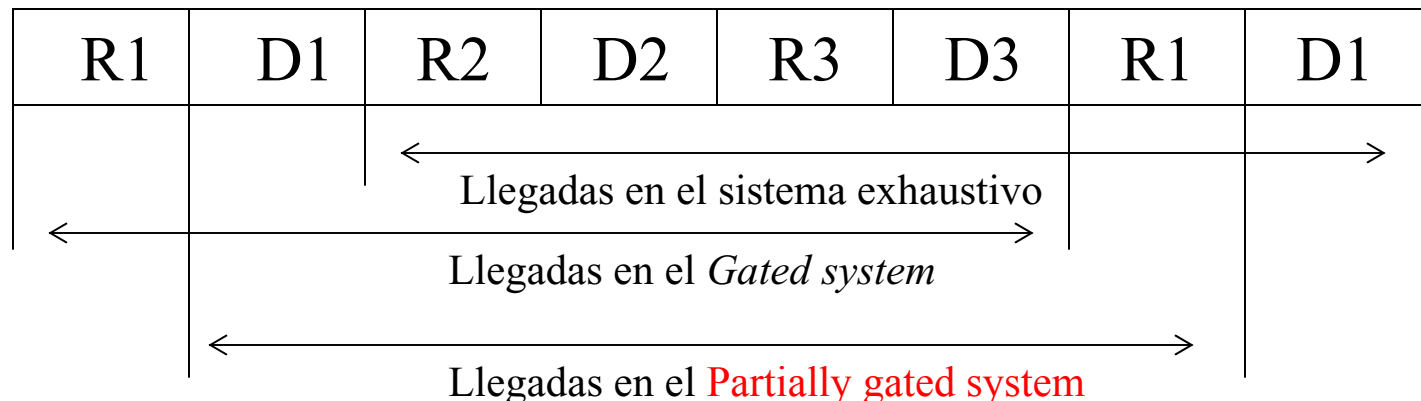 R1 D1 R2 D2 R3 D3 R1 D1
Llegadas en el sistema exhaustivo
Llegadas en el Gated system
Llegadas en el Partially gated system